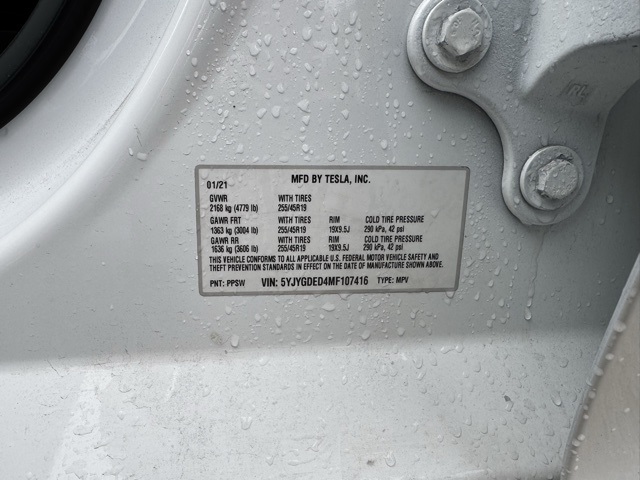 MFD BY TESLA, INC.
01/21
GVWR WITH TIRES
2168 kg (4779 lb) 255/45R19
GAWR FRT WITH TIRES RIM COLD TIRE PRESSURE
1363 kg (3004 lb) 255/45R19 19X9.5J 290 kPa, 42 psi
GAWR RR WITH TIRES RIM COLD TIRE PRESSURE
1636 kg (3606 lb) 255/45R19 19X9.5J 290 kPa, 42 psi
THIS VEHICLE CONFORMS TO ALL APPLICABLE U.S. FEDERAL MOTOR VEHICLE SAFETY AND
THEFT PREVENTION STANDARDS IN EFFECT ON THE DATE OF MANUFACTURE SHOWN ABOVE.
PNT: PPSW VIN: 5YJYGDED4MF107416 TYPE: MPV